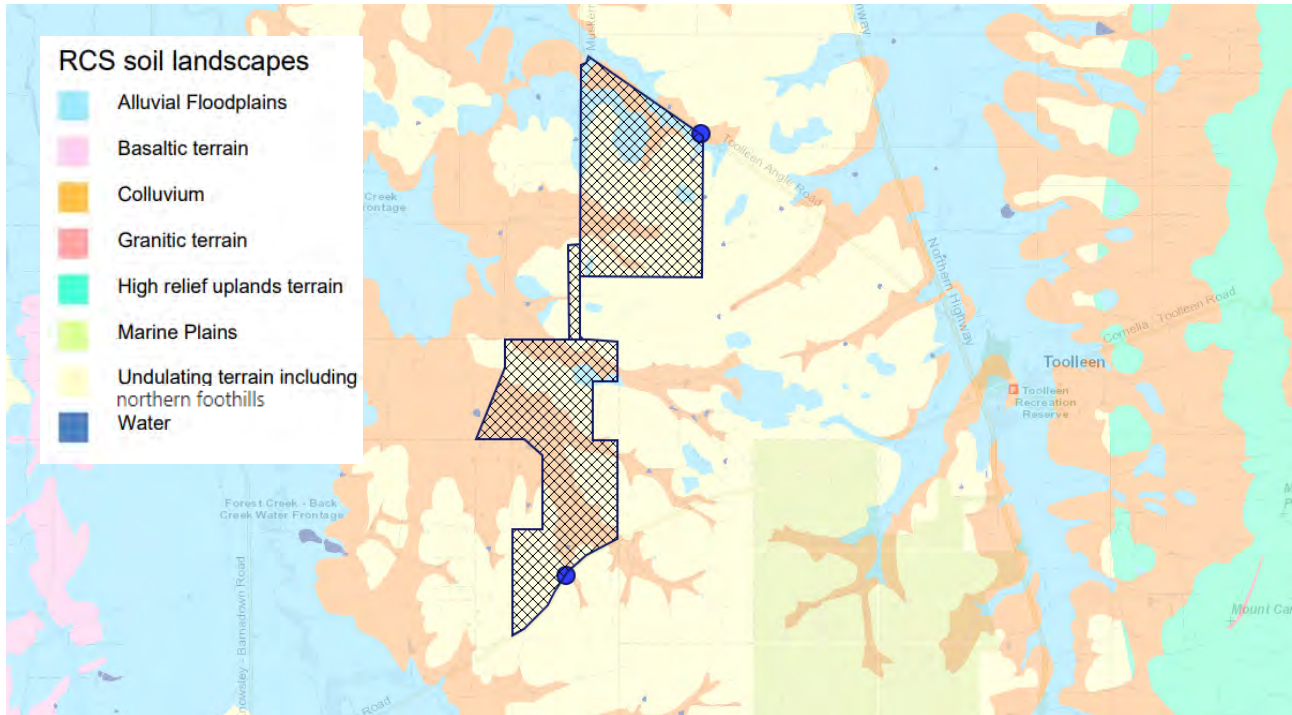 RCS soil landscapes
Alluvial Floodplains
Basaltic terrain
Colluvium
Granitic terrain
High relief uplands terrain
Marine Plains
Undulating terrain including
northern foothills
Water
Toolleen Angle Road
Creek
Northern Highway
Cornella - Toolleen Road
Toolleen
Toolleen
Recreation
Reserve
Forest Creek - Back
Creek Water Frontage
Barnadown Road
Road